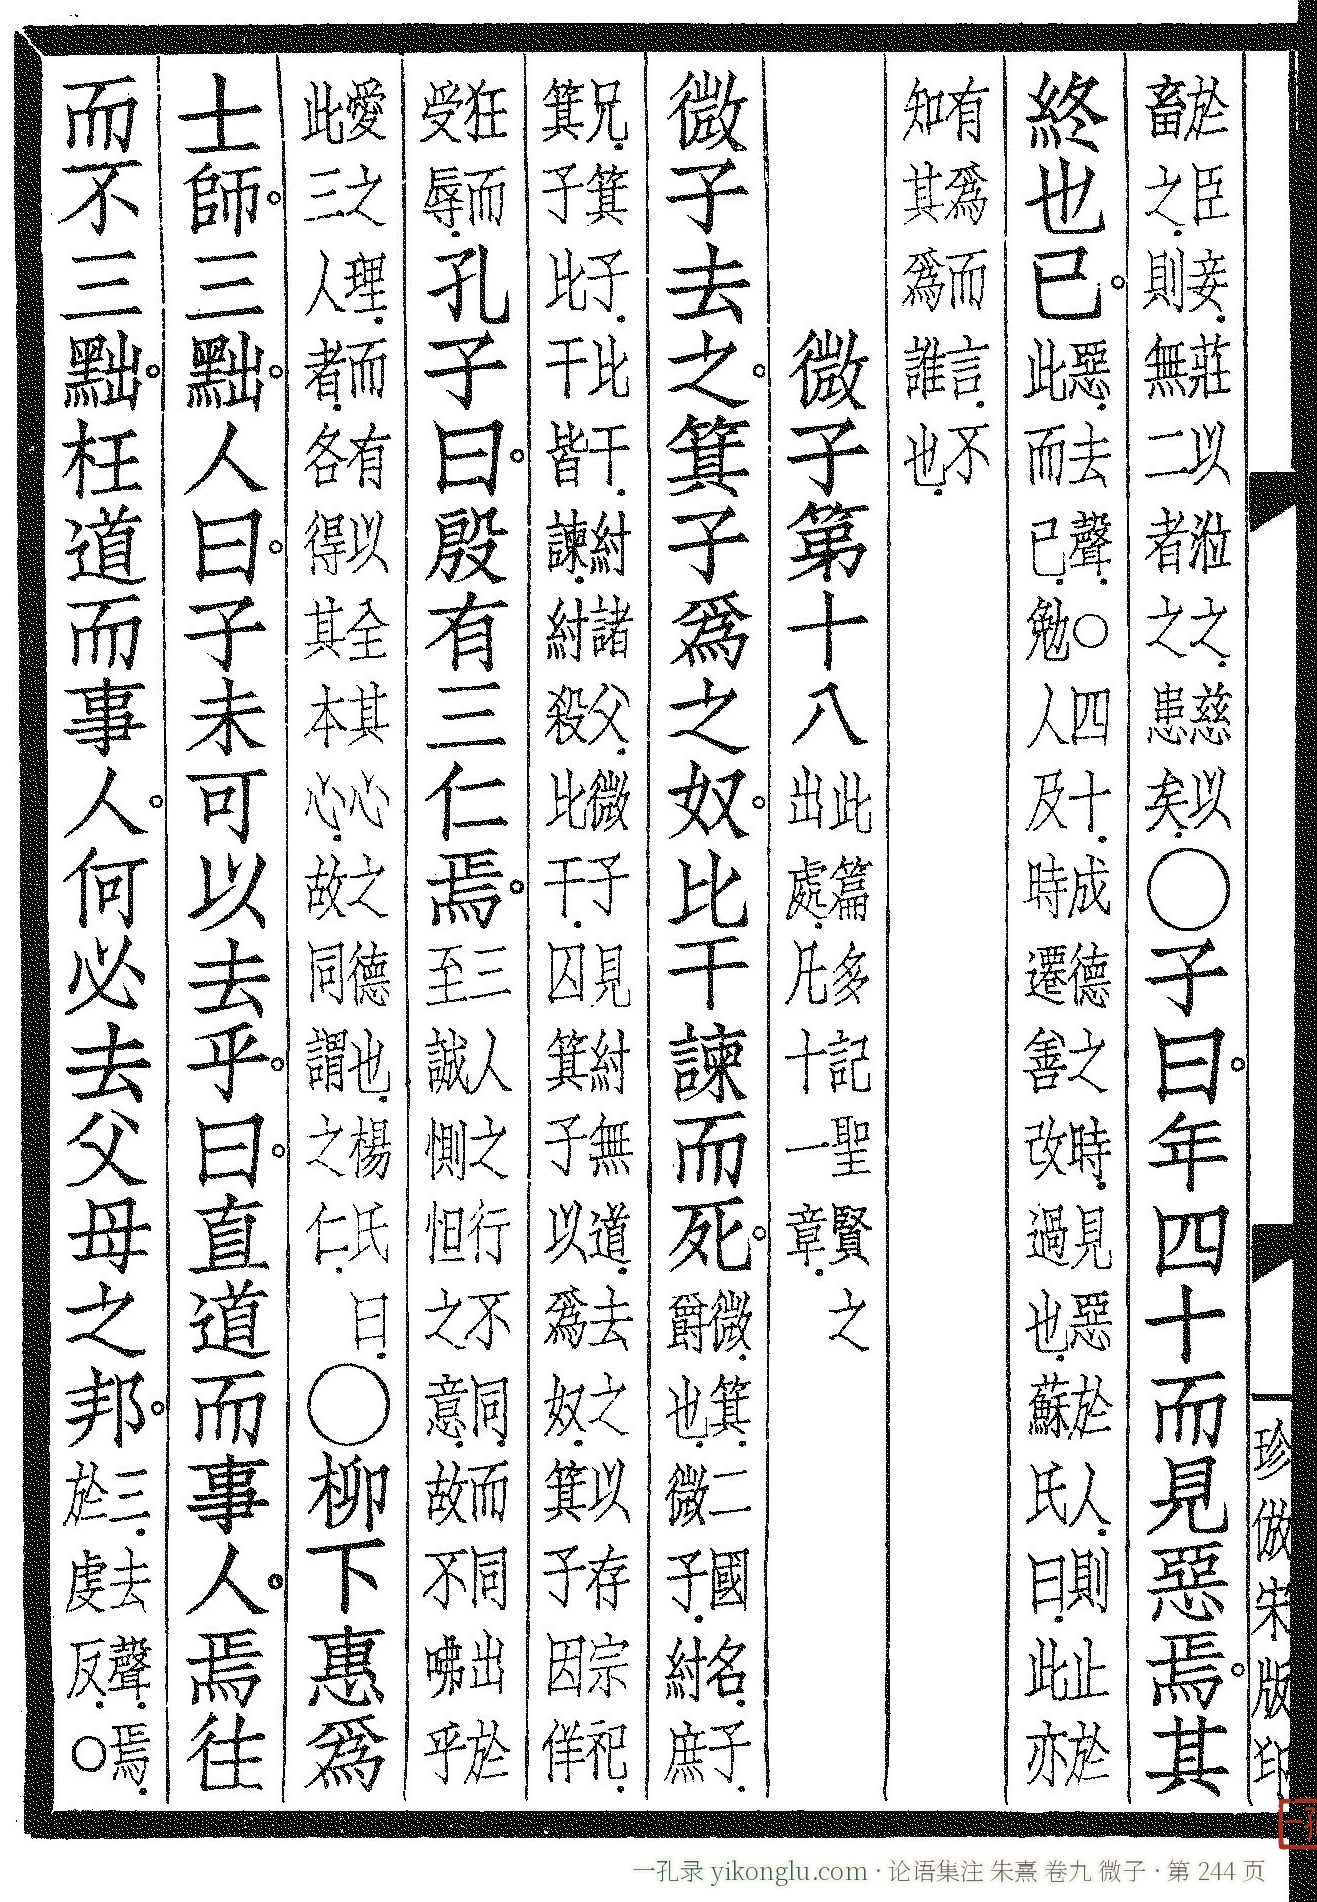 一珍倣宋版印
於臣妾.莊以涖之.慈以畜之.則無二者之患矣.○子曰。年四十而見惡焉。其
終也已。惡.去聲.○四十.成德之時.見惡於人.則止於此而已.勉人及時遷善改過也.蘇氏曰.此亦
有爲而言.不知其爲誰也.
微子第十八此篇多記聖賢之出處.凡十一章.
微子去之。箕子爲之奴。比干諫而死。微.箕.二國名.子.爵也.微子.紂庶
兄.箕子.比干.紂諸父.微子見紂無道.去之以存宗祀.箕子比干皆諫.紂殺比干.囚箕子以爲奴.箕子因佯
狂而受辱.孔子曰。殷有三仁焉。三人之行不同.而同出於至誠惻怛之意.故不咈乎
愛之理.而有以全其心之德也.楊氏曰.此三人者.各得其本心.故同謂之仁.○柳下惠爲
士師。三黜。人曰。子未可以去乎。曰。直道而事人。焉往
而不三黜。枉道而事人。何必去父母之邦。三.去聲.焉.於虔反.○
一孔录 yikonglu.com · 论语集注 朱熹 卷九 微子 · 第 244 页